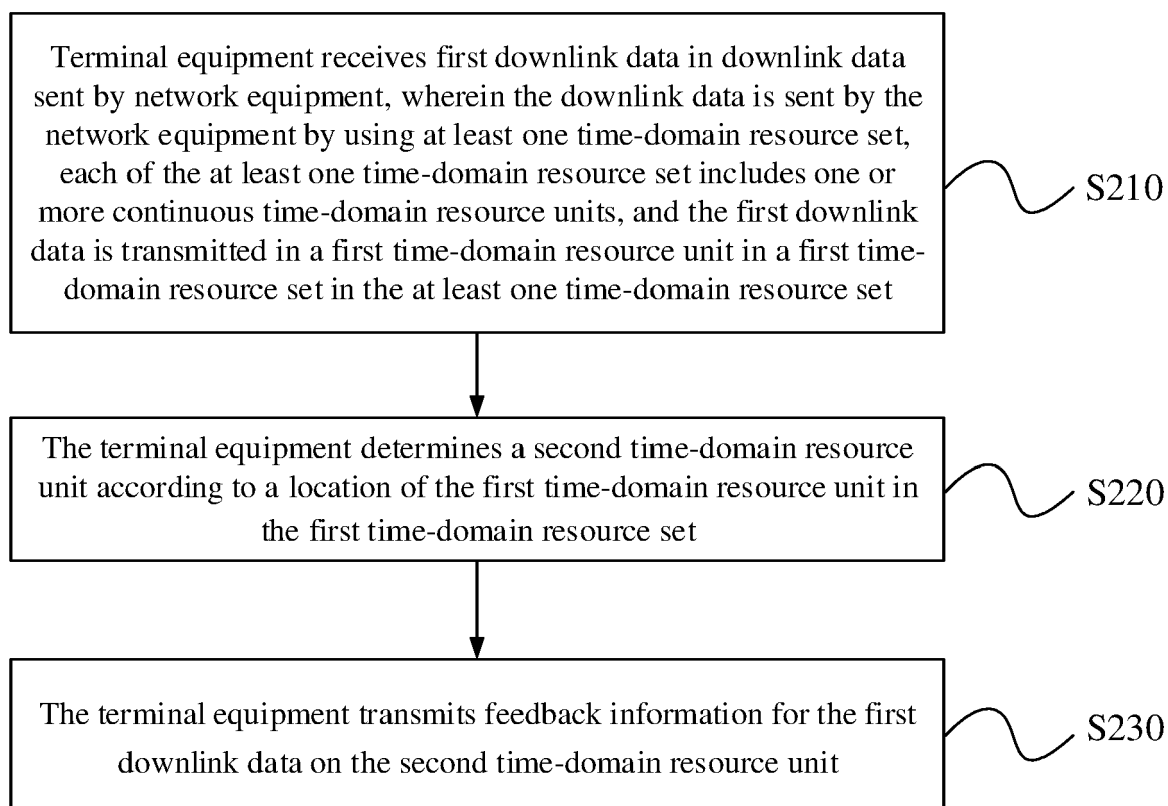 Terminal equipment receives first downlink data in downlink data
sent by network equipment, wherein the downlink data is sent by the
network equipment by using at least one time-domain resource set,
each of the at least one time-domain resource set includes one or
more continuous time-domain resource units, and the first downlink
data is transmitted in a first time-domain resource unit in a first time-
domain resource set in the at least one time-domain resource set
S210
The terminal equipment determines a second time-domain resource
unit according to a location of the first time-domain resource unit in
the first time-domain resource set
S220
The terminal equipment transmits feedback information for the first
downlink data on the second time-domain resource unit
S230